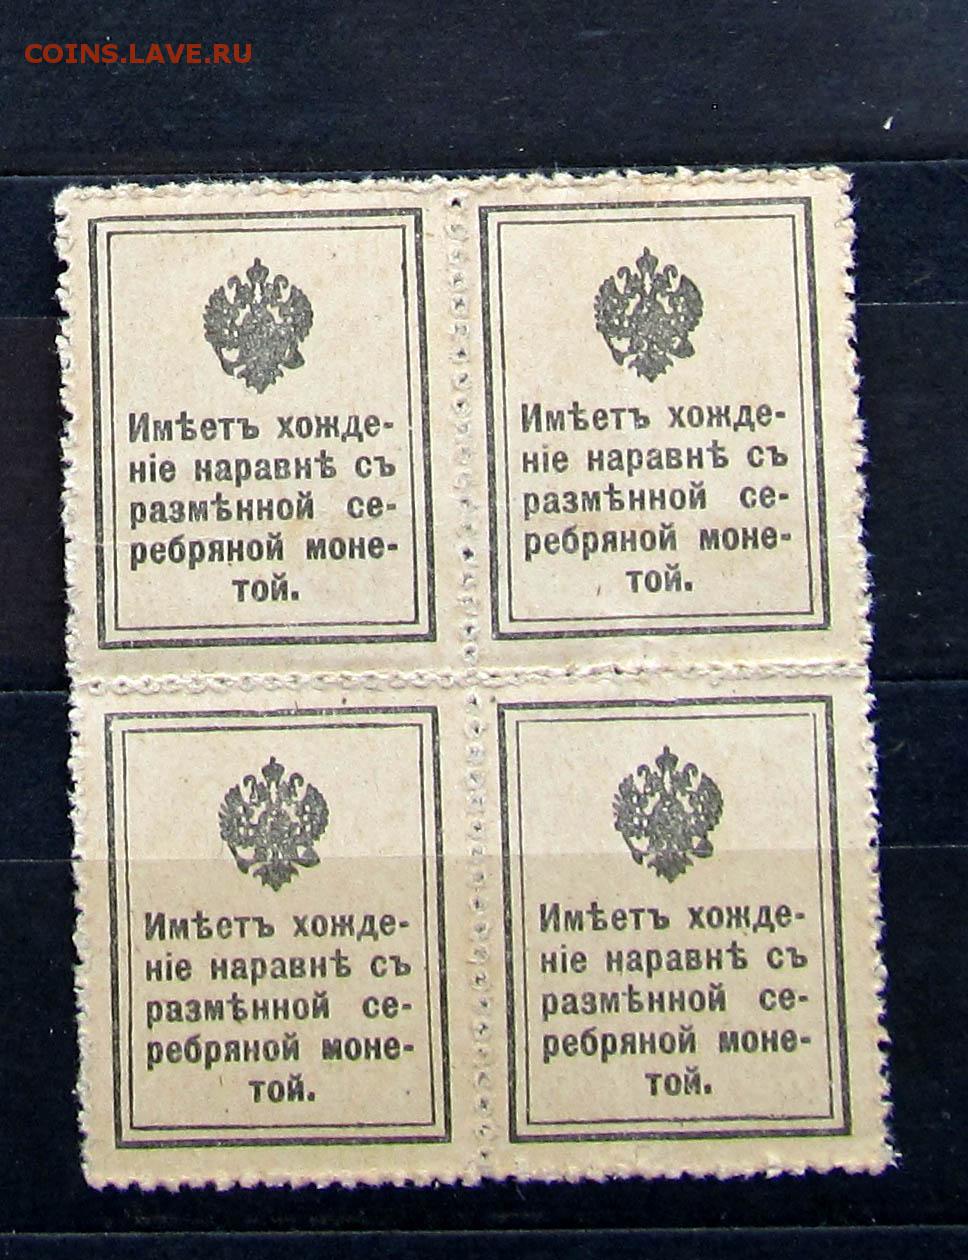 COINS.LAVE.RU
Имѣетъ хожде-
ніе наравнѣ съ
размѣнной се-
ребряной моне-
той.
Имѣетъ хожде-
ніе наравнѣ съ
размѣнной се-
ребряной моне-
той.
Имѣетъ хожде-
ніе наравнѣ съ
размѣнной се-
ребряной моне-
той.
Имѣетъ хожде-
ніе наравнѣ съ
размѣнной се-
ребряной моне-
той.